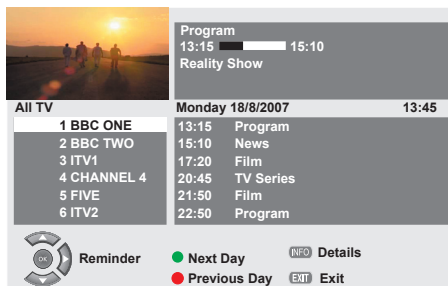 Program
13:15 15:10
Reality Show
All TV
Monday 18/8/2007 13:45
1 BBC ONE
2 BBC TWO
3 ITV1
4 CHANNEL 4
5 FIVE
6 ITV2
13:15 Program
15:10 News
17:20 Film
20:45 TV Series
21:50 Film
22:50 Program
OK
Reminder
Next Day
INFO Details
Previous Day
EXIT Exit